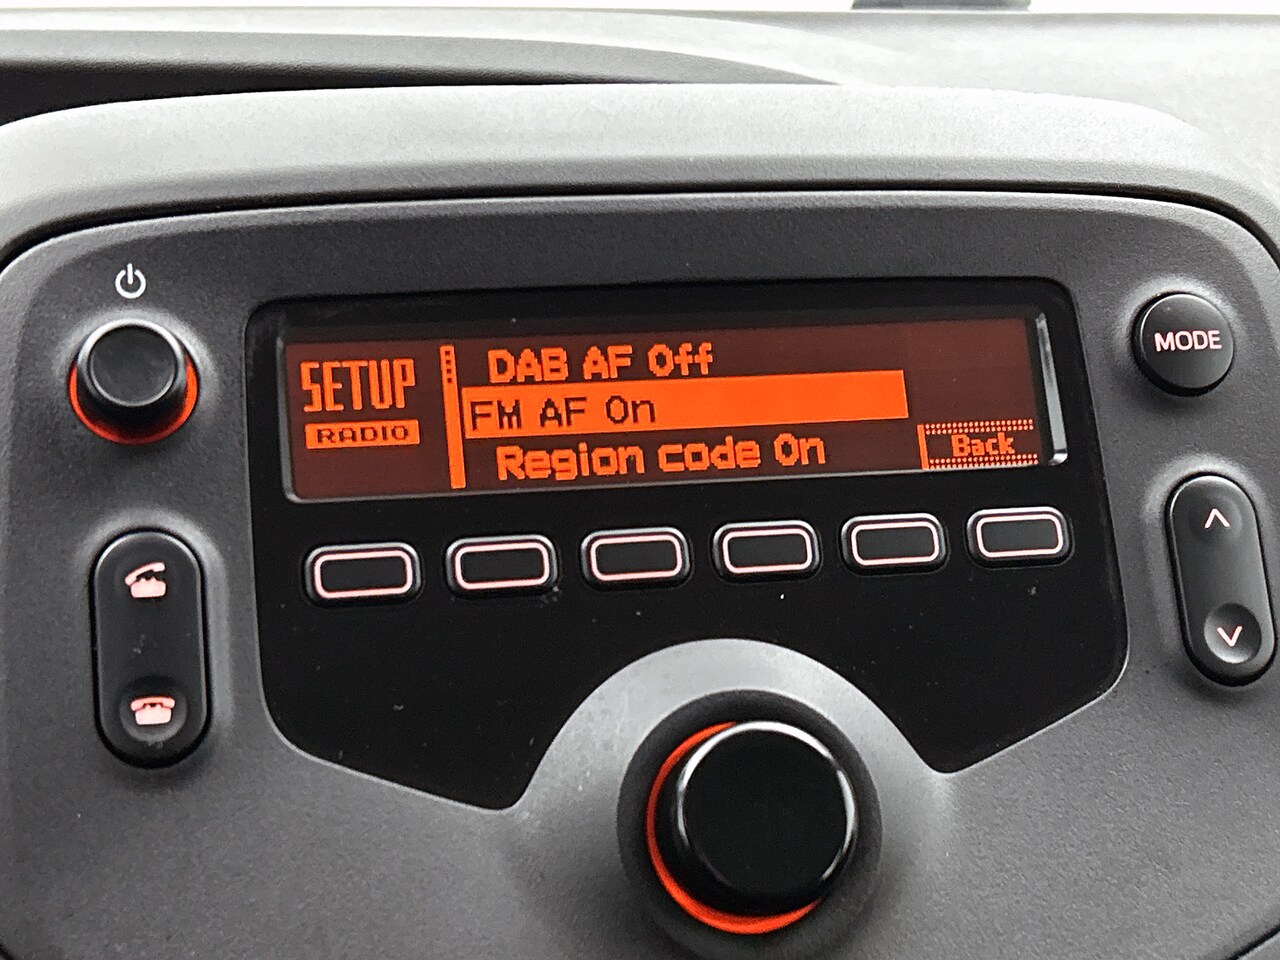 SETUP
RADIO
DAB AF Off
FM AF On
Region code On
Back
MODE